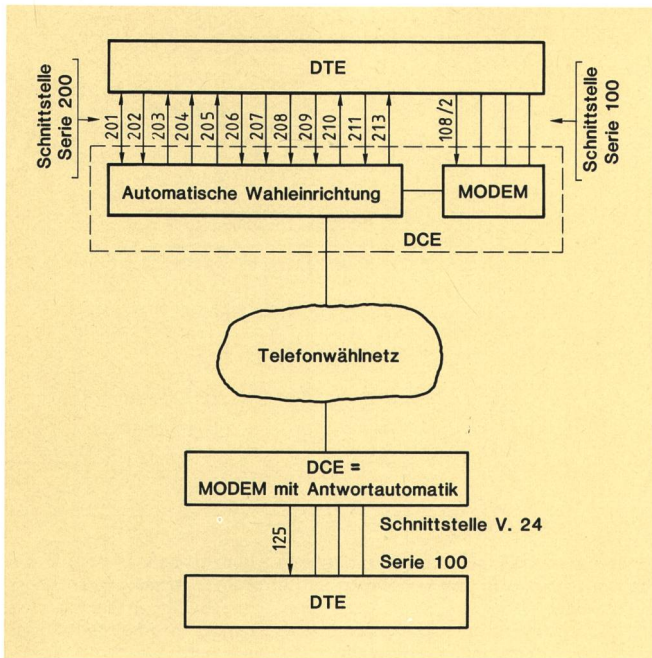 DTE
Schnittstelle
Serie 200
201
202
203
204
205
206
207
208
209
210
211
213
108/2
Schnittstelle
Serie 100
Automatische Wahleinrichtung
MODEM
DCE
Telefonwählnetz
DCE =
MODEM mit Antwortautomatik
125
Schnittstelle V. 24
Serie 100
DTE